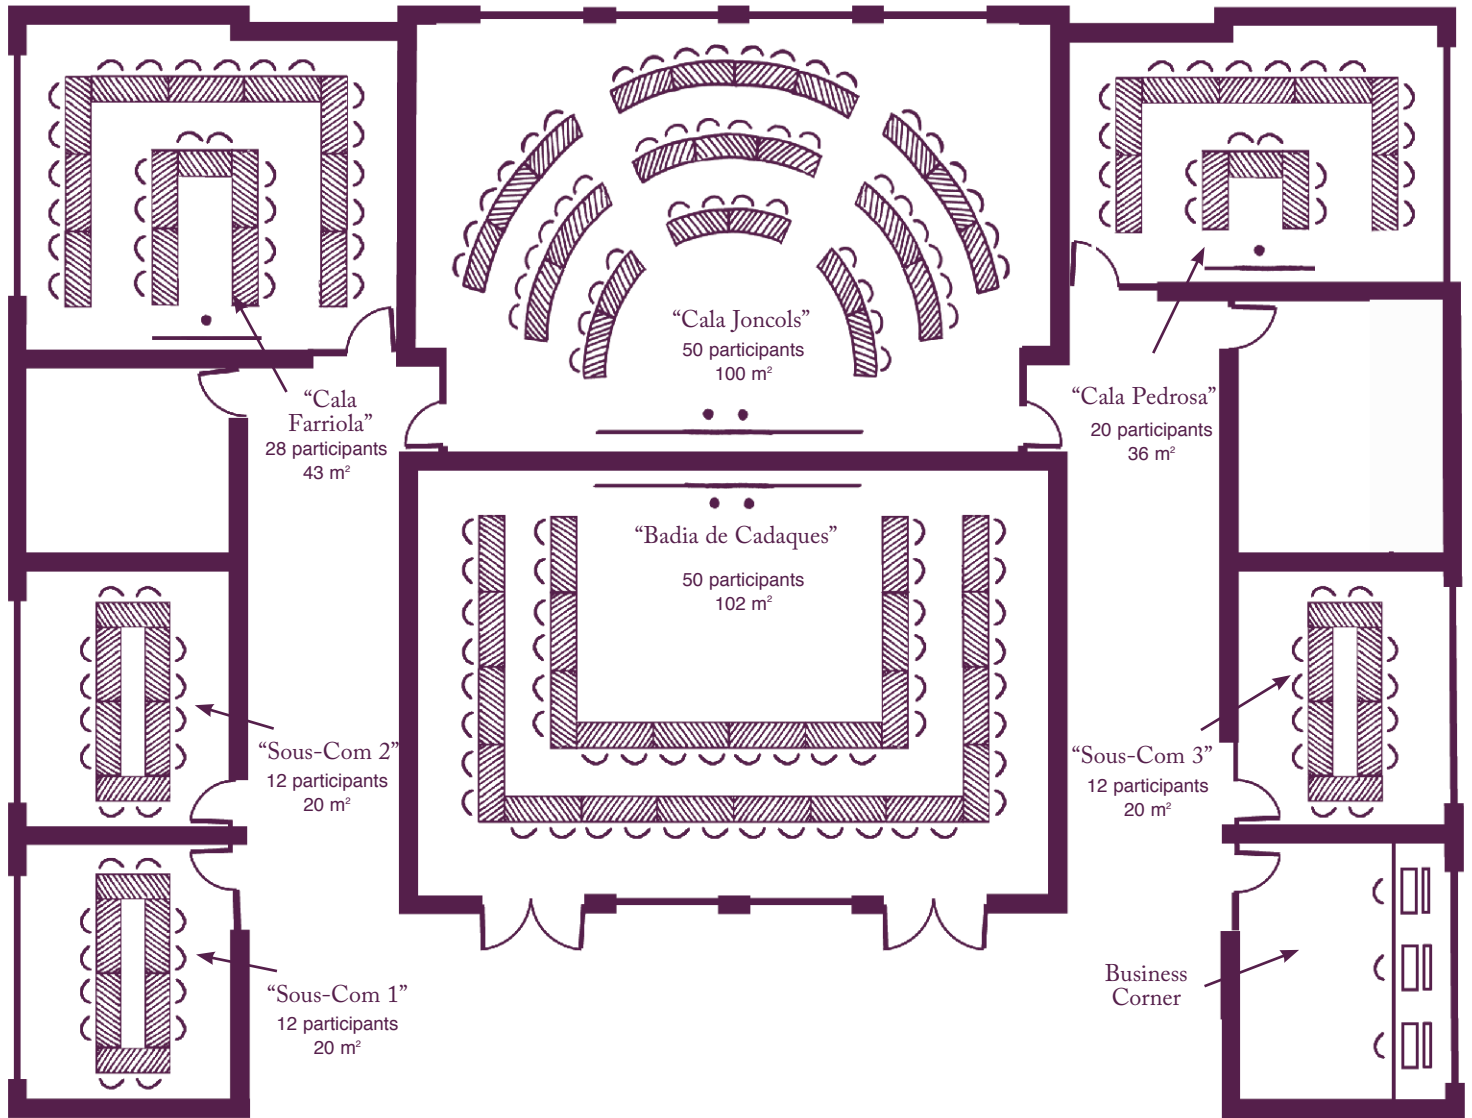 “Cala Joncols”
50 participants
100 m²
“Cala
Farriola”
28 participants
43 m²
“Cala Pedrosa”
20 participants
36 m²
“Badia de Cadaques”
50 participants
102 m²
“Sous-Com 2”
12 participants
20 m²
“Sous-Com 3”
12 participants
20 m²
“Sous-Com 1”
12 participants
20 m²
Business
Corner